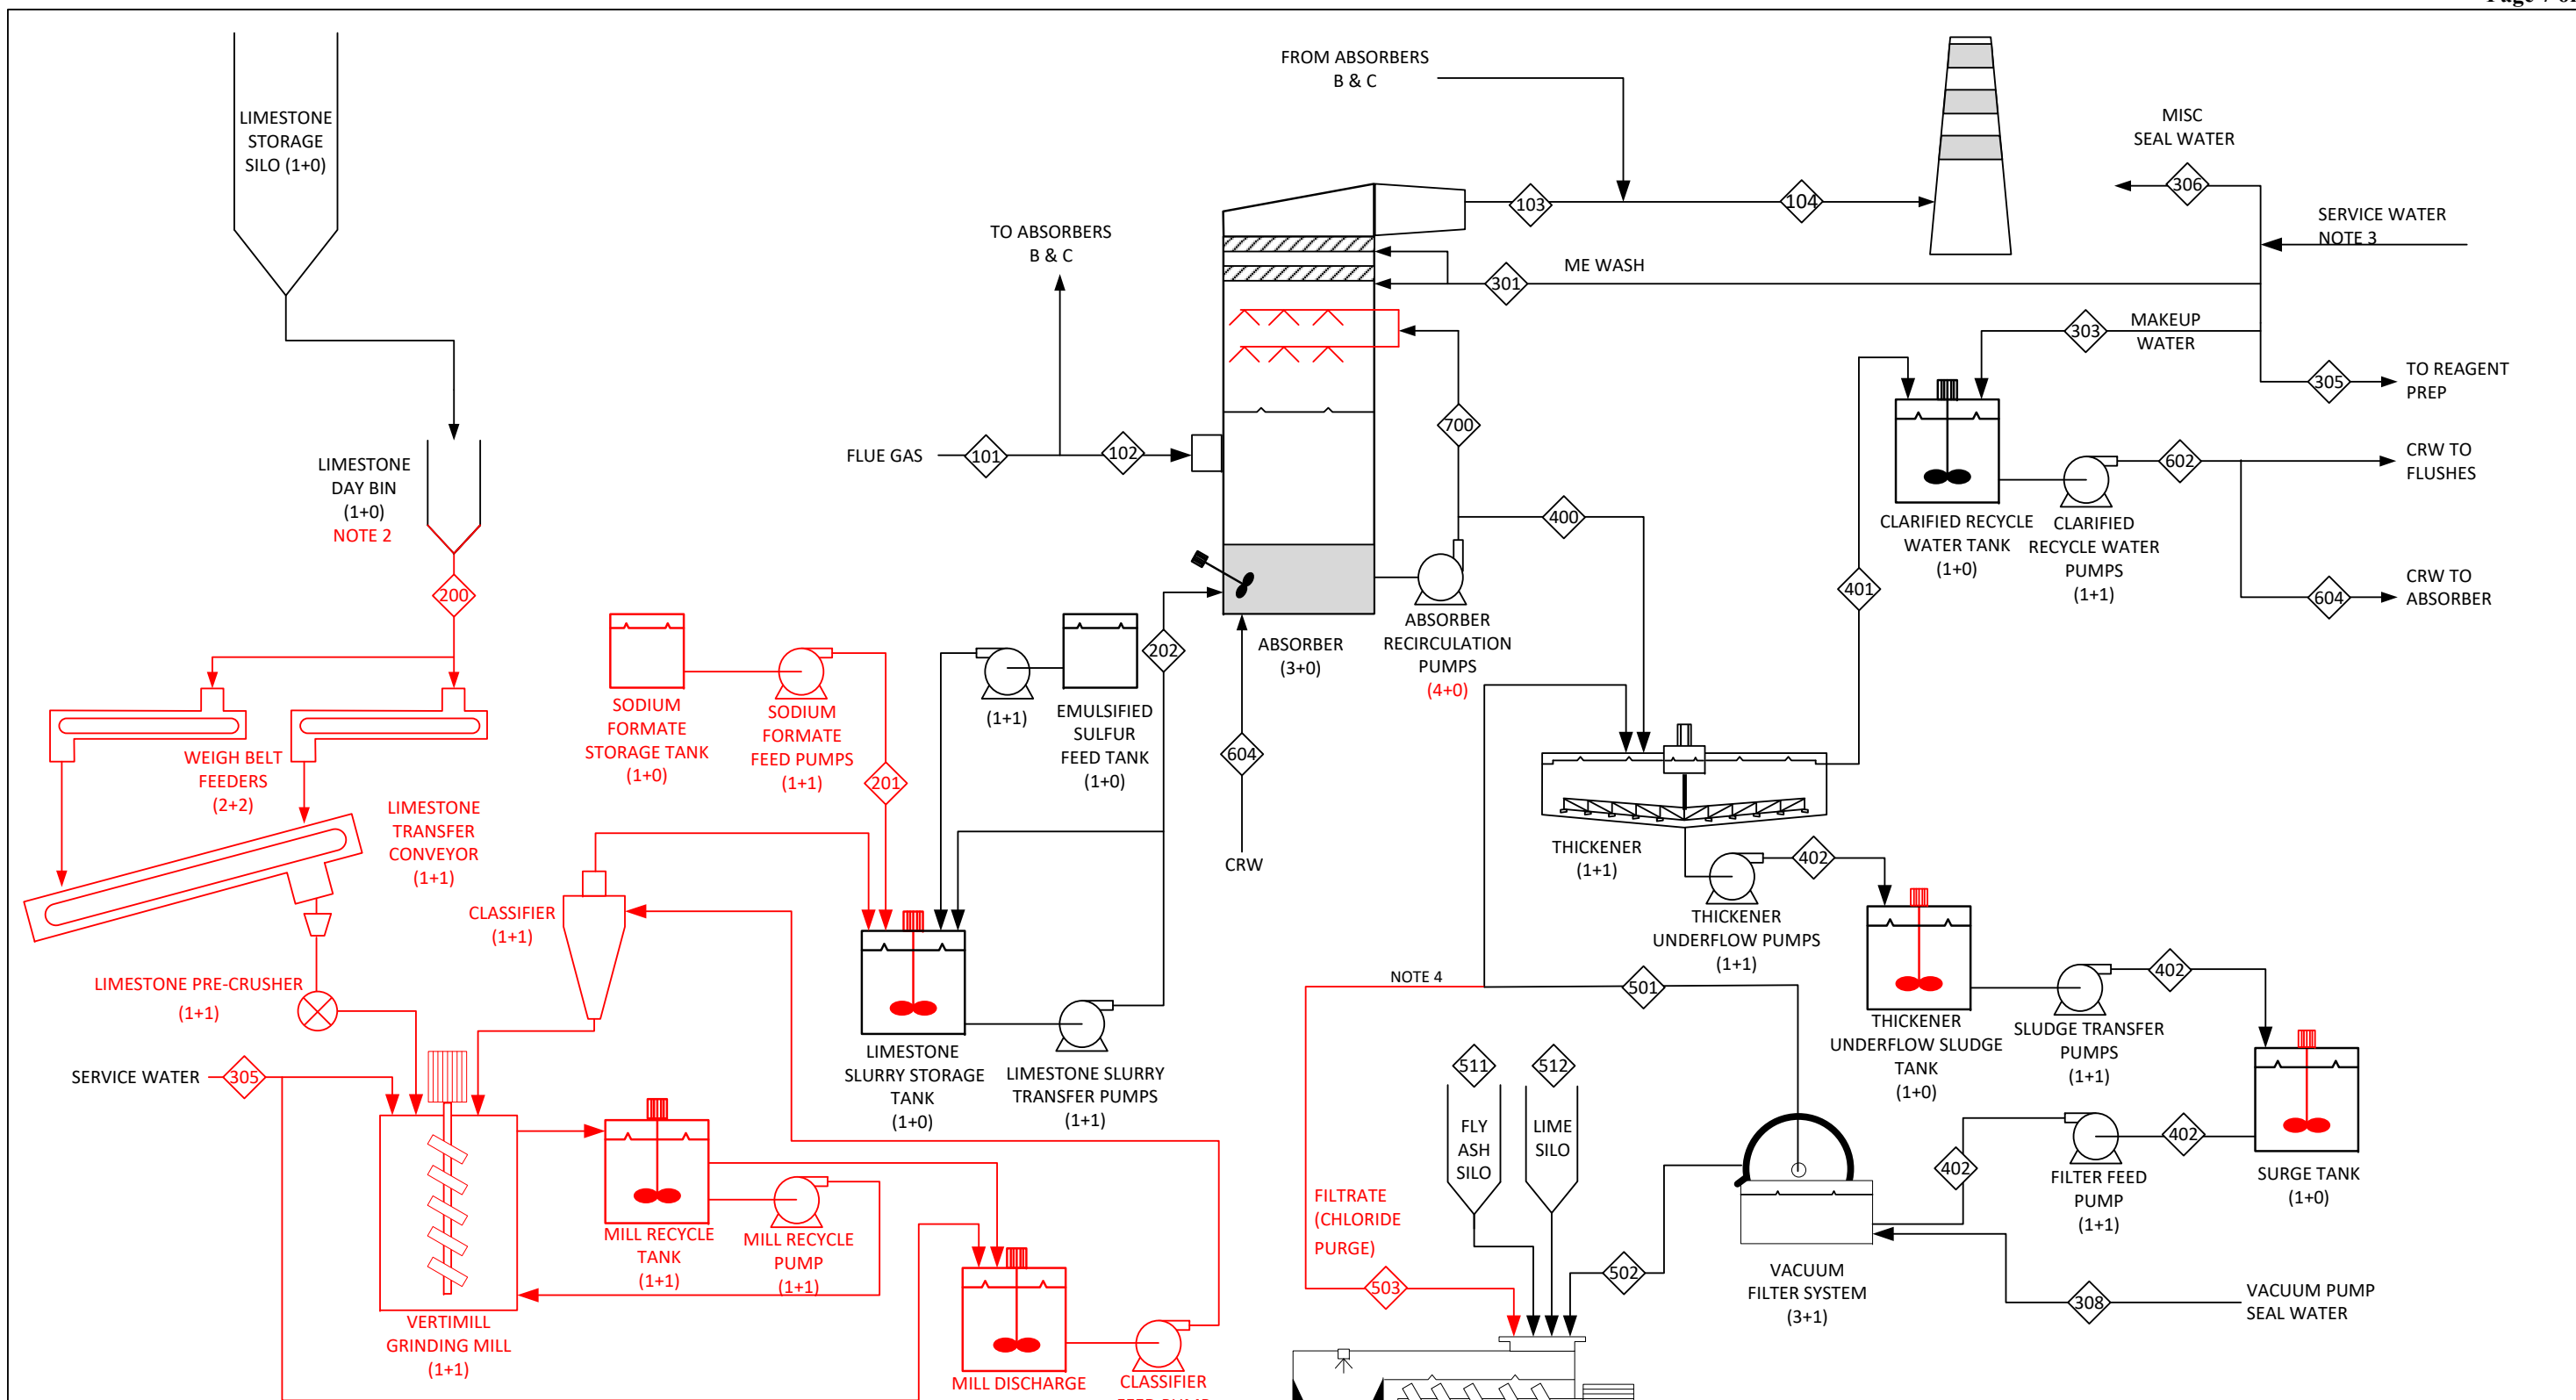 LIMESTONE
STORAGE
SILO (1+0)
FROM ABSORBERS
B & C
MISC
SEAL WATER
306
SERVICE WATER
NOTE 3
103
104
TO ABSORBERS
B & C
ME WASH
301
303
MAKEUP
WATER
305
TO REAGENT
PREP
LIMESTONE
DAY BIN
(1+0)
NOTE 2
200
FLUE GAS
101
102
700
400
602
CRW TO
FLUSHES
CLARIFIED RECYCLE
WATER TANK
(1+0)
CLARIFIED
RECYCLE WATER
PUMPS
(1+1)
604
CRW TO
ABSORBER
401
ABSORBER
(3+0)
ABSORBER
RECIRCULATION
PUMPS
(4+0)
202
604
CRW
(1+1)
EMULSIFIED
SULFUR
FEED TANK
(1+0)
SODIUM
FORMATE
STORAGE TANK
(1+0)
SODIUM
FORMATE
FEED PUMPS
(1+1)
201
WEIGH BELT
FEEDERS
(2+2)
LIMESTONE
TRANSFER
CONVEYOR
(1+1)
CLASSIFIER
(1+1)
LIMESTONE PRE-CRUSHER
(1+1)
SERVICE WATER
305
LIMESTONE
SLURRY STORAGE
TANK
(1+0)
LIMESTONE SLURRY
TRANSFER PUMPS
(1+1)
THICKENER
(1+1)
402
THICKENER
UNDERFLOW PUMPS
(1+1)
402
THICKENER
UNDERFLOW SLUDGE
TANK
(1+0)
SLUDGE TRANSFER
PUMPS
(1+1)
NOTE 4
501
511
512
FLY
ASH
SILO
LIME
SILO
402
402
FILTER FEED
PUMP
(1+1)
SURGE TANK
(1+0)
FILTRATE
(CHLORIDE
PURGE)
503
502
VACUUM
FILTER SYSTEM
(3+1)
308
VACUUM PUMP
SEAL WATER
MILL RECYCLE
TANK
(1+1)
MILL RECYCLE
PUMP
(1+1)
VERTIMILL
GRINDING MILL
(1+1)
MILL DISCHARGE
CLASSIFIER